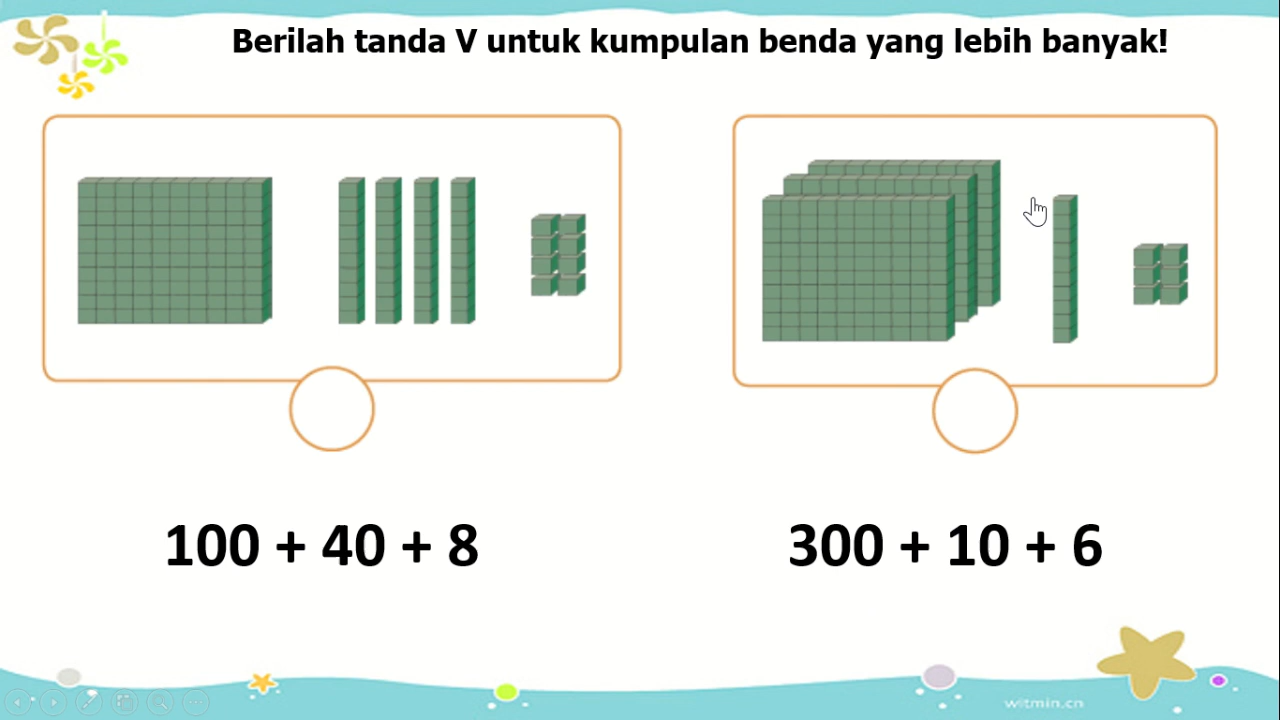 Berilah tanda V untuk kumpulan benda yang lebih banyak!
100 + 40 + 8
300 + 10 + 6
witmin.cn